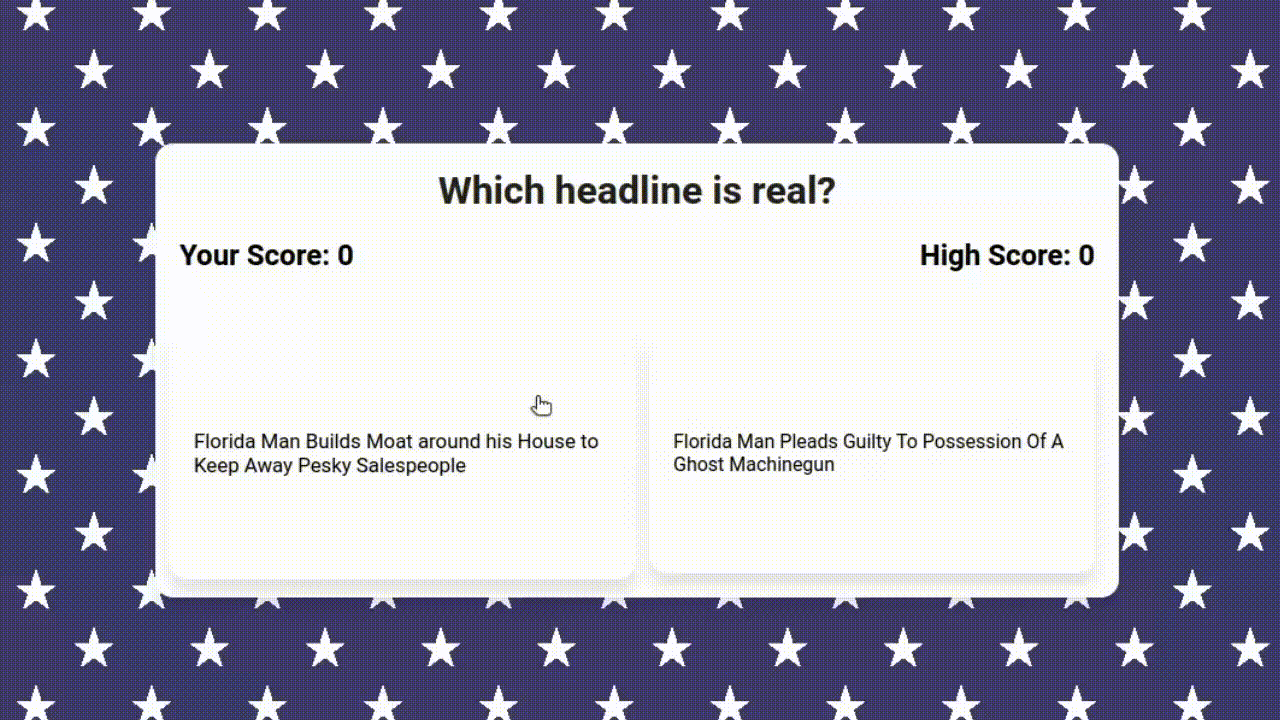 Which headline is real?
Your Score: 0
High Score: 0
Florida Man Builds Moat around his House to
Keep Away Pesky Salespeople
Florida Man Pleads Guilty To Possession Of A
Ghost Machinegun